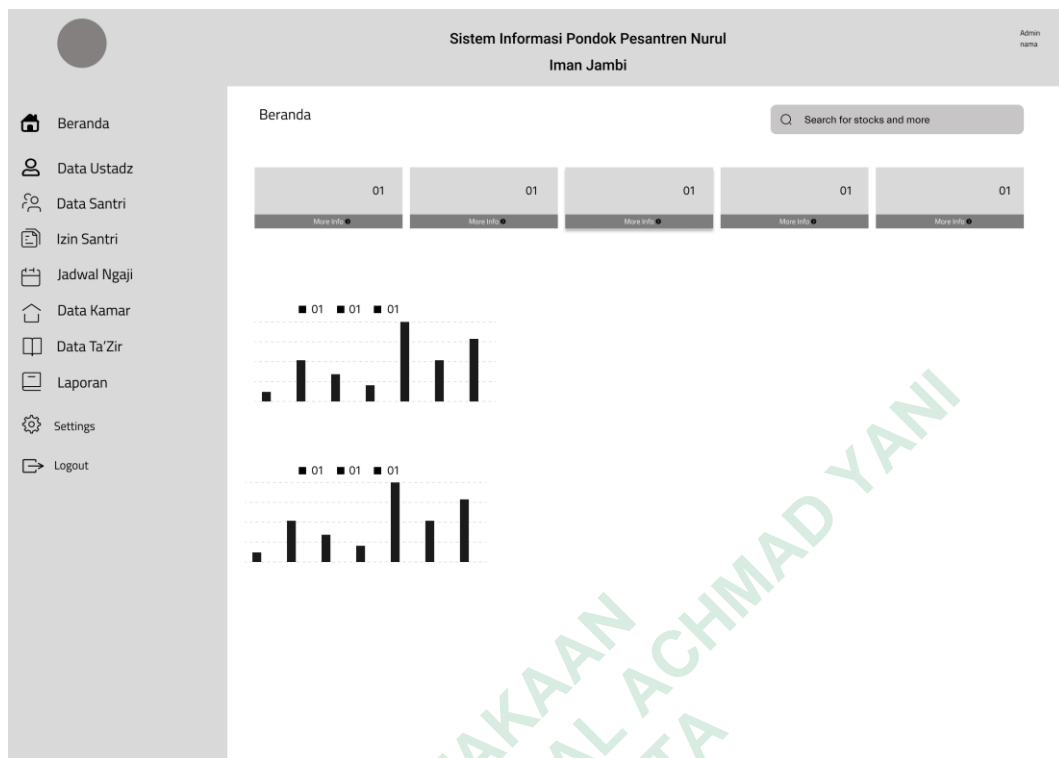 Sistem Informasi Pondok Pesantren Nurul
Iman Jambi
Admin
nama
Beranda
Data Ustadz
Data Santri
Izin Santri
Jadwal Ngaji
Data Kamar
Data Ta'Zir
Laporan
Settings
Logout
Beranda
Search for stocks and more
01 01 01 01 01
More Info More Info More Info More Info More Info
01 01 01
01 01 01
ACHMAD YANI